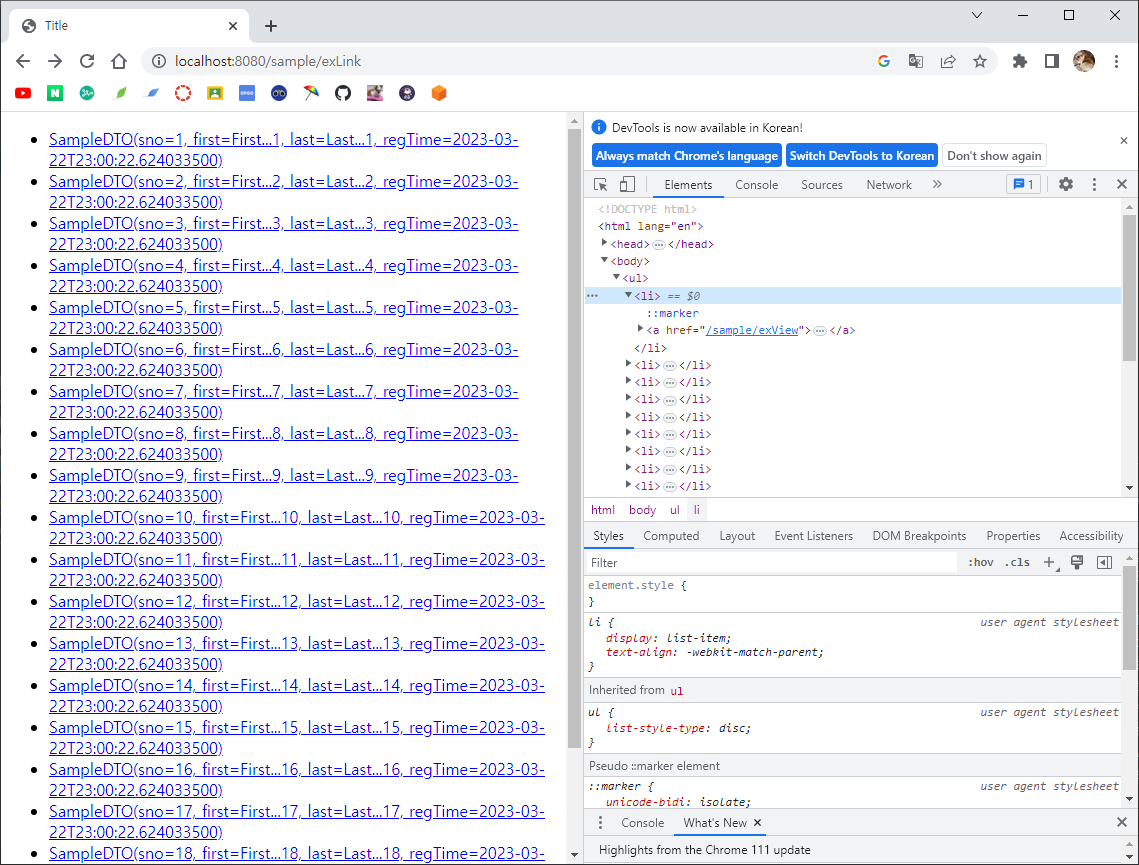 Title
localhost:8080/sample/exLink
SampleDTO(sno=1, first=First...1, last=Last...1, regTime=2023-03-
22T23:00:22.624033500)
SampleDTO(sno=2, first=First...2, last=Last...2, regTime=2023-03-
22T23:00:22.624033500)
SampleDTO(sno=3, first=First...3, last=Last...3, regTime=2023-03-
22T23:00:22.624033500)
SampleDTO(sno=4, first=First...4, last=Last...4, regTime=2023-03-
22T23:00:22.624033500)
SampleDTO(sno=5, first=First...5, last=Last...5, regTime=2023-03-
22T23:00:22.624033500)
SampleDTO(sno=6, first=First...6, last=Last...6, regTime=2023-03-
22T23:00:22.624033500)
SampleDTO(sno=7, first=First...7, last=Last...7, regTime=2023-03-
22T23:00:22.624033500)
SampleDTO(sno=8, first=First...8, last=Last...8, regTime=2023-03-
22T23:00:22.624033500)
SampleDTO(sno=9, first=First...9, last=Last...9, regTime=2023-03-
22T23:00:22.624033500)
SampleDTO(sno=10, first=First...10, last=Last...10, regTime=2023-03-
22T23:00:22.624033500)
SampleDTO(sno=11, first=First...11, last=Last...11, regTime=2023-03-
22T23:00:22.624033500)
SampleDTO(sno=12, first=First...12, last=Last...12, regTime=2023-03-
22T23:00:22.624033500)
SampleDTO(sno=13, first=First...13, last=Last...13, regTime=2023-03-
22T23:00:22.624033500)
SampleDTO(sno=14, first=First...14, last=Last...14, regTime=2023-03-
22T23:00:22.624033500)
SampleDTO(sno=15, first=First...15, last=Last...15, regTime=2023-03-
22T23:00:22.624033500)
SampleDTO(sno=16, first=First...16, last=Last...16, regTime=2023-03-
22T23:00:22.624033500)
SampleDTO(sno=17, first=First...17, last=Last...17, regTime=2023-03-
22T23:00:22.624033500)
SampleDTO(sno=18, first=First...18, last=Last...18, regTime=2023-03-
DevTools is now available in Korean!
Always match Chrome's language Switch DevTools to Korean Don't show again
Elements Console Sources Network » 1
<!DOCTYPE html>
<html lang="en">
<head>…</head>
<body>
<ul>
<li> == $0
::marker
<a href="/sample/exView">…</a>
</li>
<li>…</li>
<li>…</li>
<li>…</li>
<li>…</li>
<li>…</li>
<li>…</li>
<li>…</li>
<li>…</li>
html body ul li
Styles Computed Layout Event Listeners DOM Breakpoints Properties Accessibility
Filter :hov .cls +
element.style {
}
li { user agent stylesheet
display: list-item;
text-align: -webkit-match-parent;
}
Inherited from ul
ul { user agent stylesheet
list-style-type: disc;
}
Pseudo ::marker element
::marker { user agent stylesheet
unicode-bidi: isolate;
Console What's New
Highlights from the Chrome 111 update